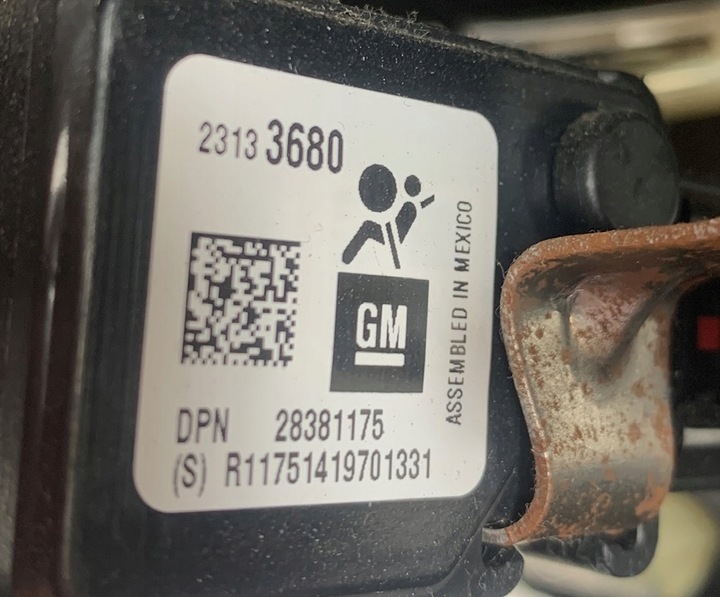 2313 3680
GM
ASSEMBLED IN MEXICO
DPN 28381175
(S) R11751419701331